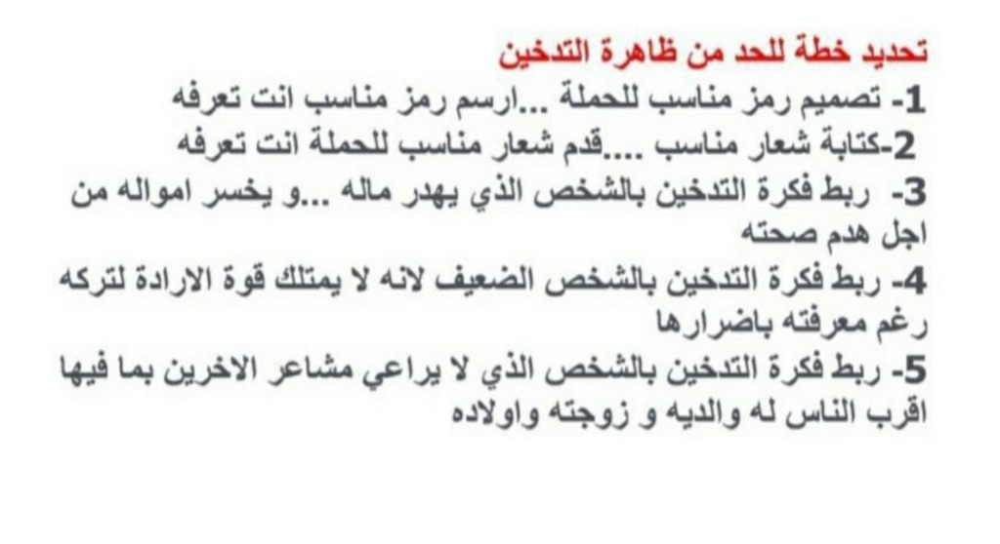 تحديد خطة للحد من ظاهرة التدخين
1- تصميم رمز مناسب للحملة ...ارسم رمز مناسب انت تعرفه
2-كتابة شعار مناسب ....قدم شعار مناسب للحملة انت تعرفه
3- ربط فكرة التدخين بالشخص الذي يهدر ماله ...و يخسر امواله من
اجل هدم صحته
4- ربط فكرة التدخين بالشخص الضعيف لانه لا يمتلك قوة الارادة لتركه
رغم معرفته باضرارها
5- ربط فكرة التدخين بالشخص الذي لا يراعي مشاعر الاخرين بما فيها
اقرب الناس له والديه و زوجته واولاده